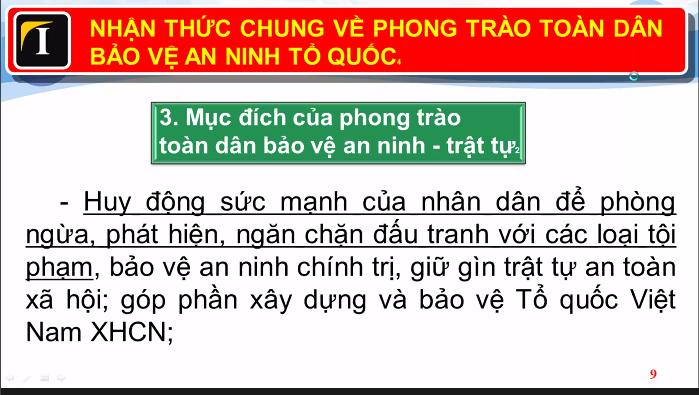 I
NHẬN THỨC CHUNG VỀ PHONG TRÀO TOÀN DÂN
BẢO VỆ AN NINH TỔ QUỐC4
3. Mục đích của phong trào
toàn dân bảo vệ an ninh - trật tự2
- Huy động sức mạnh của nhân dân để phòng
ngừa, phát hiện, ngăn chặn đấu tranh với các loại tội
phạm, bảo vệ an ninh chính trị, giữ gìn trật tự an toàn
xã hội; góp phần xây dựng và bảo vệ Tổ quốc Việt
Nam XHCN;
9